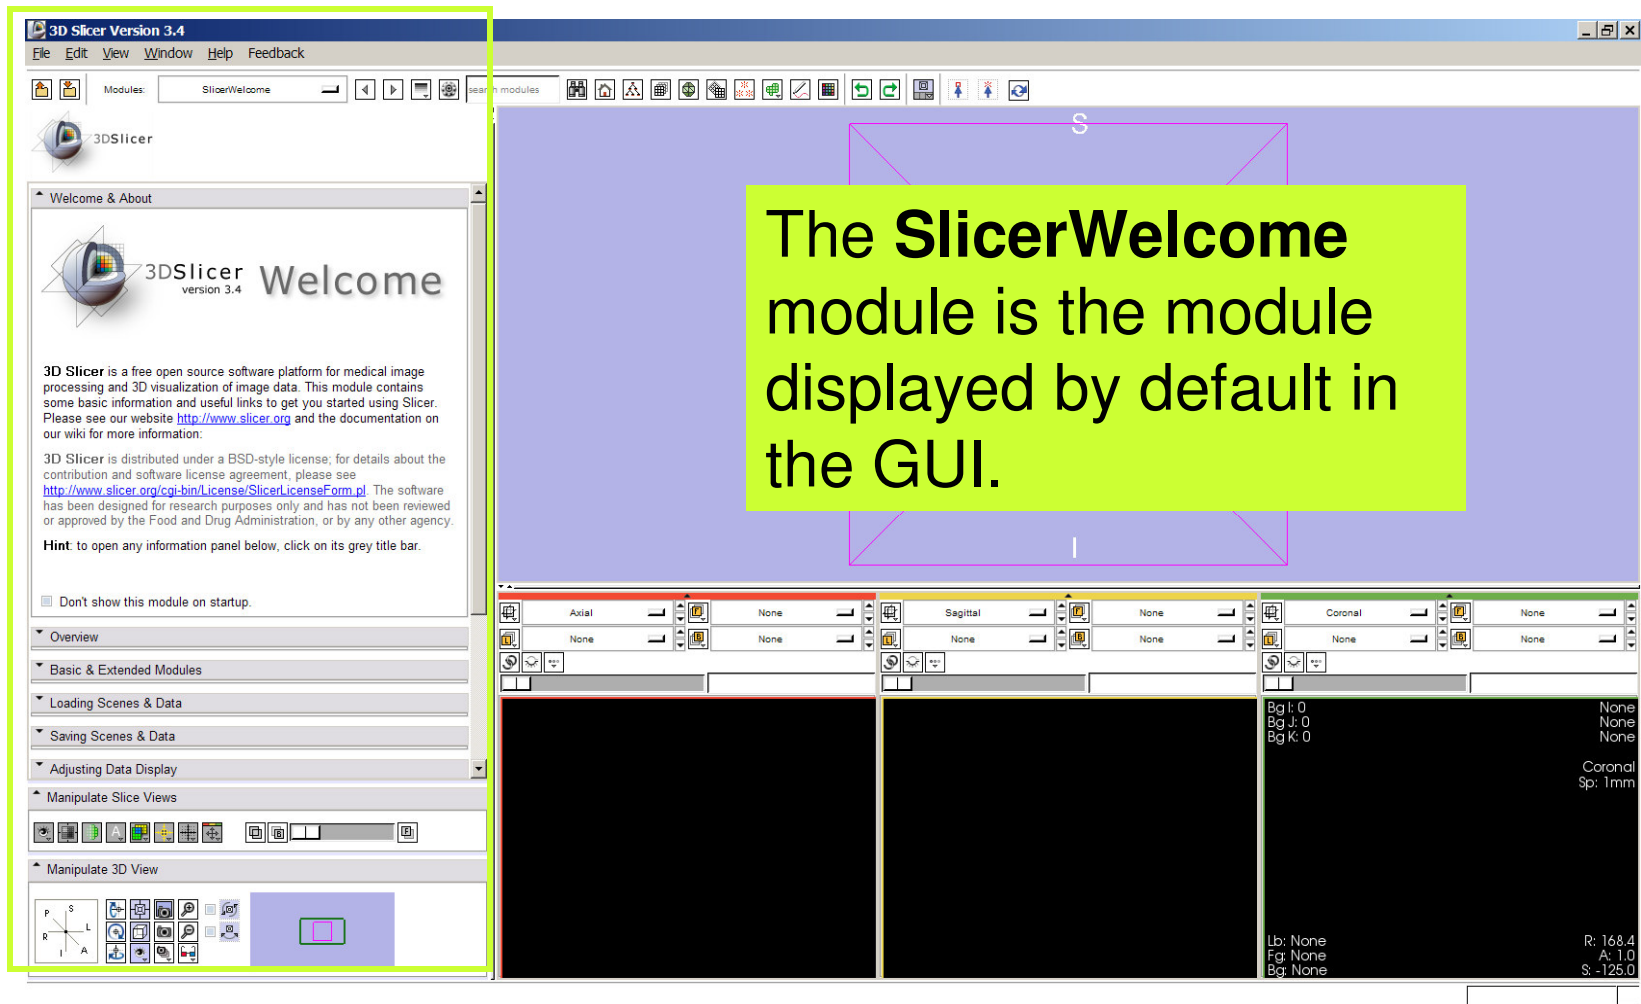 3D Slicer Version 3.4
File Edit View Window Help Feedback
Modules: SlicerWelcome search modules
3DSlicer
Welcome & About
3DSlicer version 3.4 Welcome
3D Slicer is a free open source software platform for medical image
processing and 3D visualization of image data. This module contains
some basic information and useful links to get you started using Slicer.
Please see our website http://www.slicer.org and the documentation on
our wiki for more information:
3D Slicer is distributed under a BSD-style license; for details about the
contribution and software license agreement, please see
http://www.slicer.org/cgi-bin/License/SlicerLicenseForm.pl. The software
has been designed for research purposes only and has not been reviewed
or approved by the Food and Drug Administration, or by any other agency.
Hint: to open any information panel below, click on its grey title bar.
Don't show this module on startup.
Overview
Basic & Extended Modules
Loading Scenes & Data
Saving Scenes & Data
Adjusting Data Display
Manipulate Slice Views
A B F
Manipulate 3D View
P S L R I A
S
The SlicerWelcome
module is the module
displayed by default in
the GUI.
I
Axial F None
L None B None
Sagittal F None
L None B None
Coronal F None
L None B None
Bg I: 0 None
Bg J: 0 None
Bg K: 0 None
Coronal
Sp: 1mm
Lb: None R: 168.4
Fg: None A: 1.0
Bg: None S: -125.0